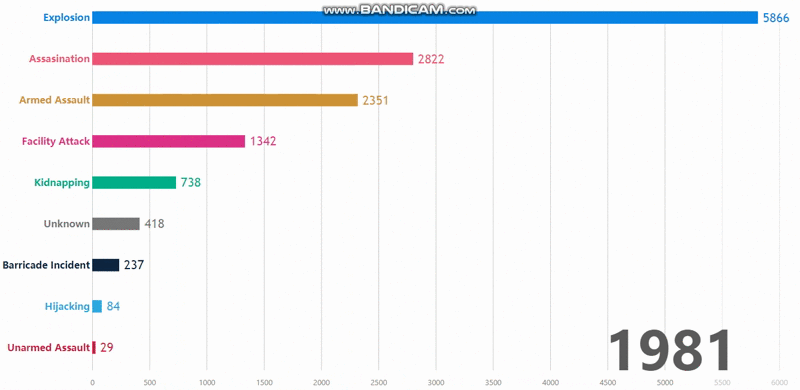 www.BANDICAM.com
Explosion 5866
Assasination 2822
Armed Assault 2351
Facility Attack 1342
Kidnapping 738
Unknown 418
Barricade Incident 237
Hijacking 84
Unarmed Assault 29
1981
0 500 1000 1500 2000 2500 3000 3500 4000 4500 5000 5500 6000